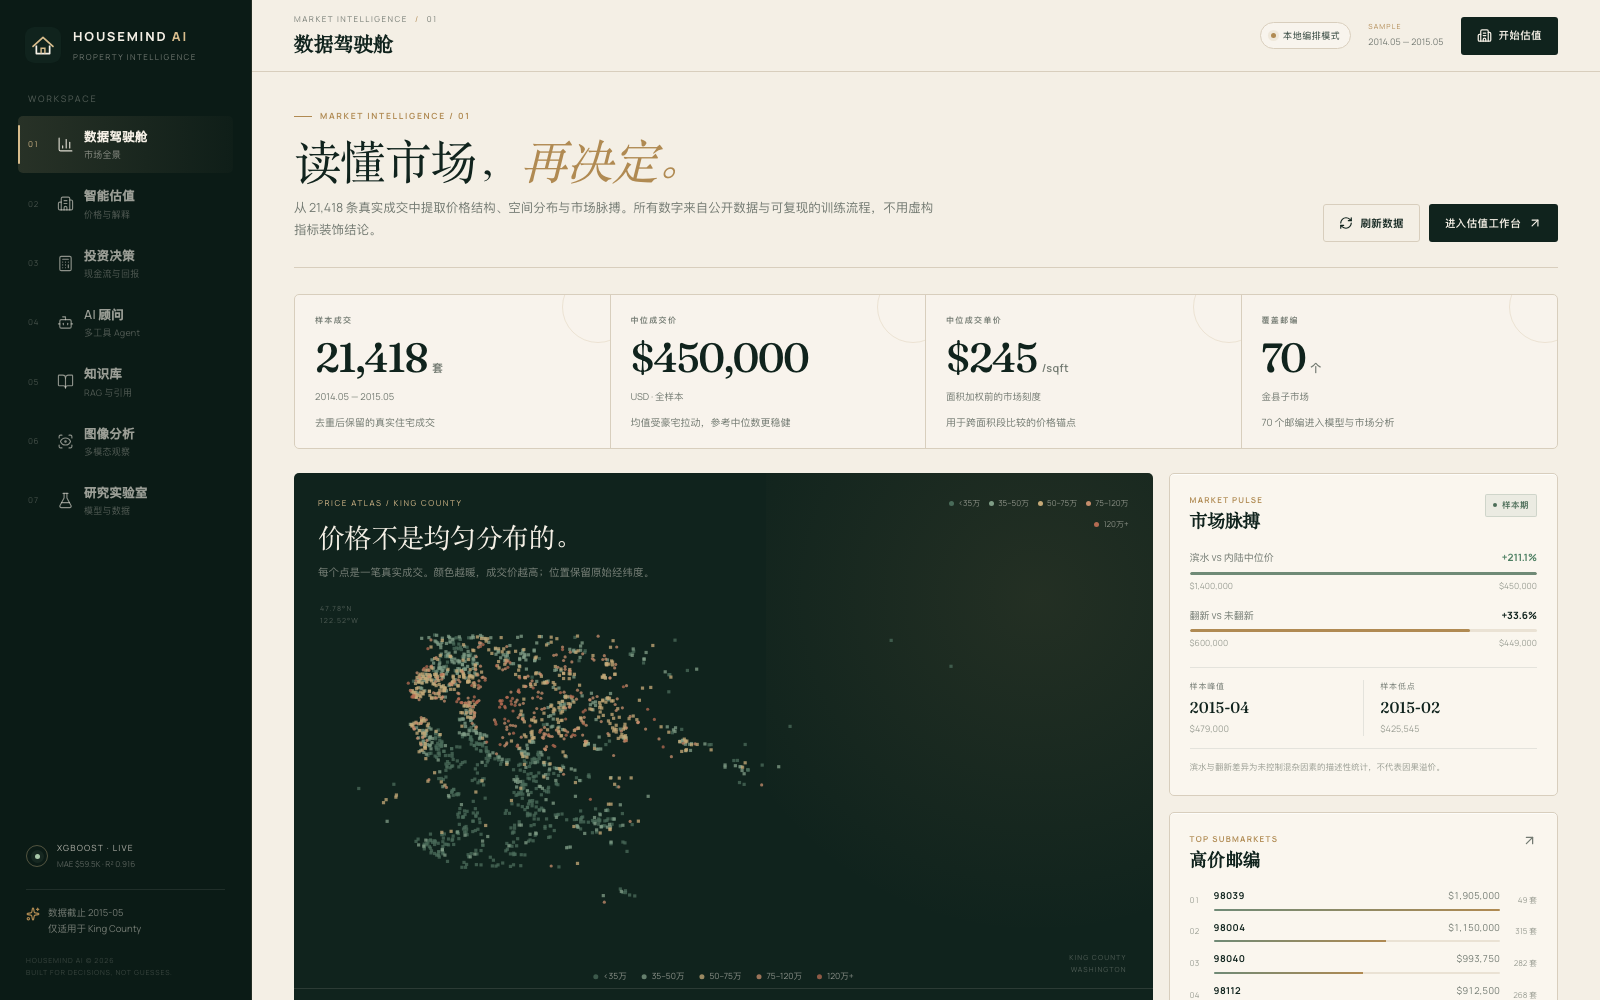 HOUSEMIND AI
PROPERTY INTELLIGENCE
WORKSPACE
01
数据驾驶舱
市场全景
02
智能估值
价格与解释
03
投资决策
现金流与回报
04
AI 顾问
多工具 Agent
05
知识库
RAG 与引用
06
图像分析
多模态观察
07
研究实验室
模型与数据
XGBOOST · LIVE
MAE $59.5K · R² 0.916
数据截止 2015-05
仅适用于 King County
HOUSEMIND AI © 2026
BUILT FOR DECISIONS, NOT GUESSES.
MARKET INTELLIGENCE / 01
数据驾驶舱
本地编排模式
SAMPLE
2014.05 — 2015.05
开始估值
MARKET INTELLIGENCE / 01
读懂市场，再决定。
从 21,418 条真实成交中提取价格结构、空间分布与市场脉搏。所有数字来自公开数据与可复现的训练流程，不用虚构
指标装饰结论。
刷新数据
进入估值工作台
样本成交
21,418 套
2014.05 — 2015.05
去重后保留的真实住宅成交
中位成交价
$450,000
USD · 全样本
均值受豪宅拉动，参考中位数更稳健
中位成交单价
$245 /sqft
面积加权前的市场刻度
用于跨面积段比较的价格锚点
覆盖邮编
70 个
金县子市场
70 个邮编进入模型与市场分析
PRICE ATLAS / KING COUNTY
价格不是均匀分布的。
每个点是一笔真实成交。颜色越暖，成交价越高；位置保留原始经纬度。
<35万 35–50万 50–75万 75–120万
120万+
47.78°N
122.52°W
KING COUNTY
WASHINGTON
<35万 35–50万 50–75万 75–120万 120万+
MARKET PULSE
市场脉搏
样本期
滨水 vs 内陆中位价 +211.1%
$1,400,000 $450,000
翻新 vs 未翻新 +33.6%
$600,000 $449,000
样本峰值
2015-04
$479,000
样本低点
2015-02
$425,545
滨水与翻新差异为未控制混杂因素的描述性统计，不代表因果溢价。
TOP SUBMARKETS
高价邮编
01 98039 $1,905,000 49 套
02 98004 $1,150,000 315 套
03 98040 $993,750 282 套
04 98112 $912,500 268 套